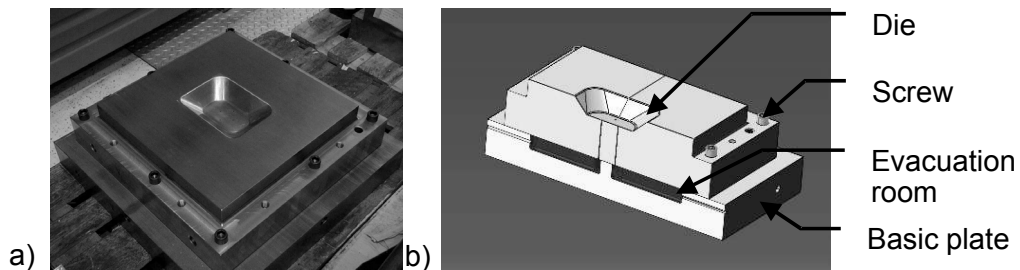 a)
b)
Die
Screw
Evacuation
room
Basic plate